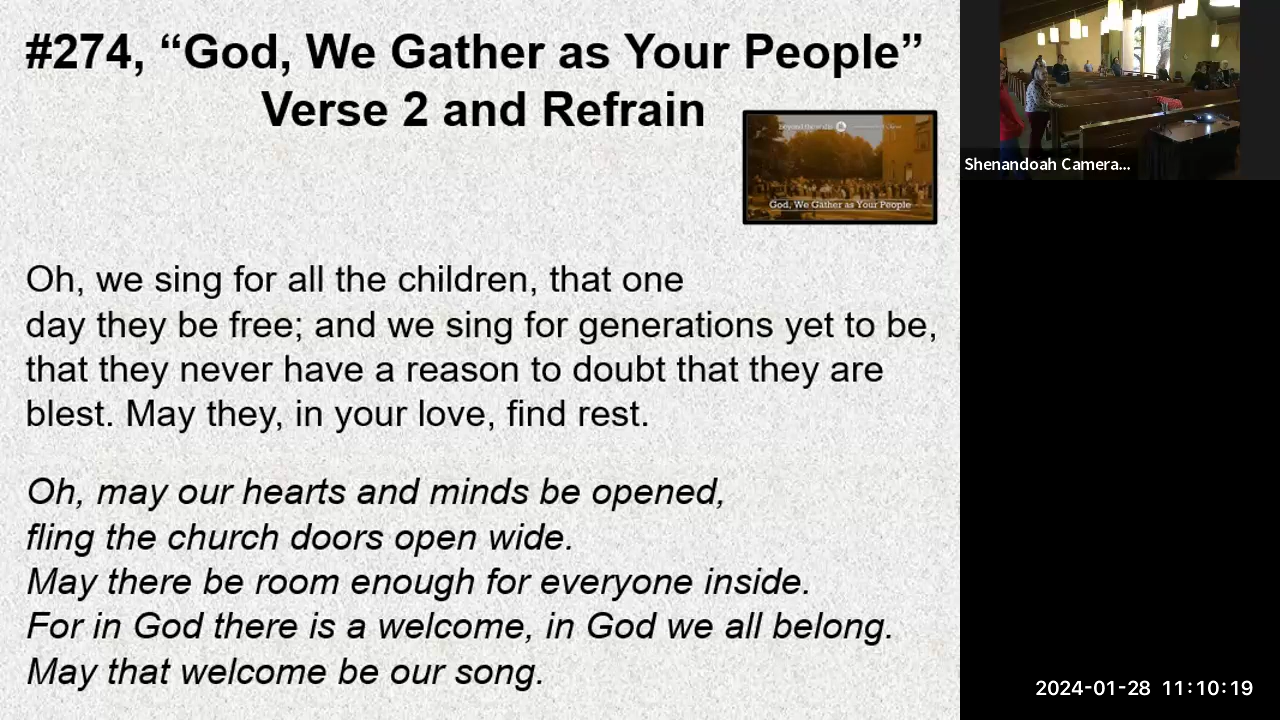 #274, “God, We Gather as Your People”
Verse 2 and Refrain
God, We Gather as Your People
Oh, we sing for all the children, that one
day they be free; and we sing for generations yet to be,
that they never have a reason to doubt that they are
blest. May they, in your love, find rest.
Oh, may our hearts and minds be opened,
fling the church doors open wide.
May there be room enough for everyone inside.
For in God there is a welcome, in God we all belong.
May that welcome be our song.
Shenandoah Camera...
2024-01-28 11:10:19